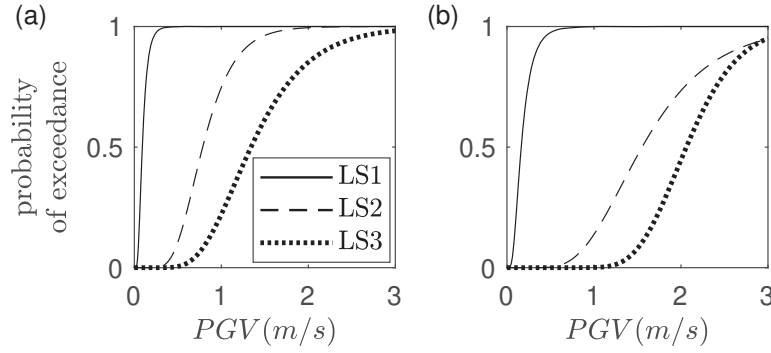 (a)
(b)
probability
of exceedance
1
0.5
0
0
1
2
3
PGV(m/s)
LS1
LS2
LS3
1
0.5
0
0
1
2
3
PGV(m/s)